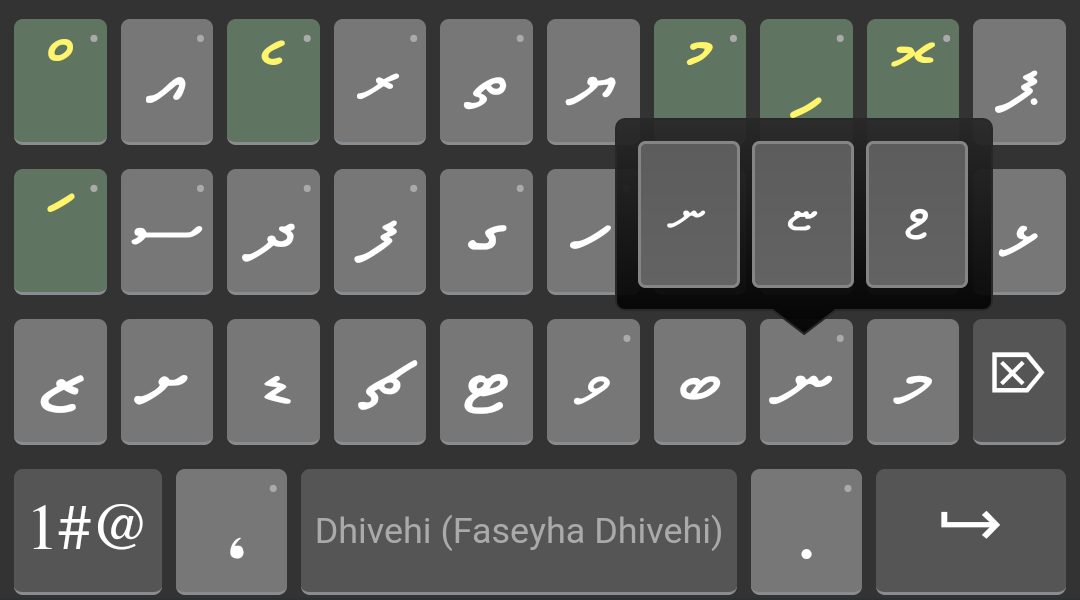 ް އ ެ ރ ތ ޔ ު ި ޮ ޕ
ނ ޏ ޱ
ަ ސ ދ ފ ގ ހ ޅ
ޒ ށ ޑ ޗ ޓ ވ ބ ނ މ
1#@ ، Dhivehi (Faseyha Dhivehi) .